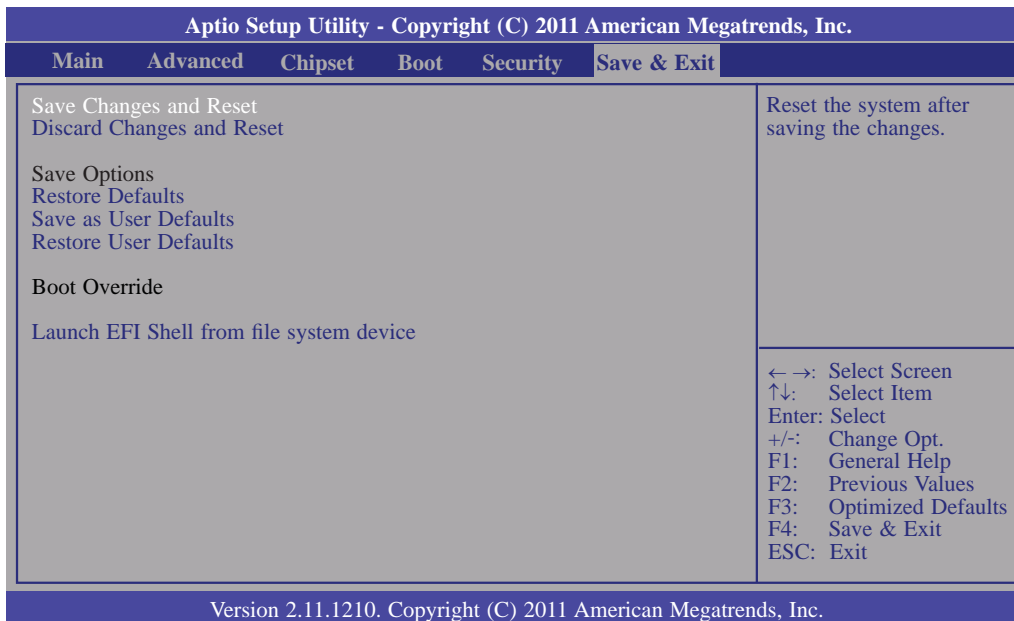 Aptio Setup Utility - Copyright (C) 2011 American Megatrends, Inc.
Main Advanced Chipset Boot Security Save & Exit
Save Changes and Reset
Discard Changes and Reset
Save Options
Restore Defaults
Save as User Defaults
Restore User Defaults
Boot Override
Launch EFI Shell from file system device
Reset the system after
saving the changes.
← →: Select Screen
↑↓: Select Item
Enter: Select
+/-: Change Opt.
F1: General Help
F2: Previous Values
F3: Optimized Defaults
F4: Save & Exit
ESC: Exit
Version 2.11.1210. Copyright (C) 2011 American Megatrends, Inc.